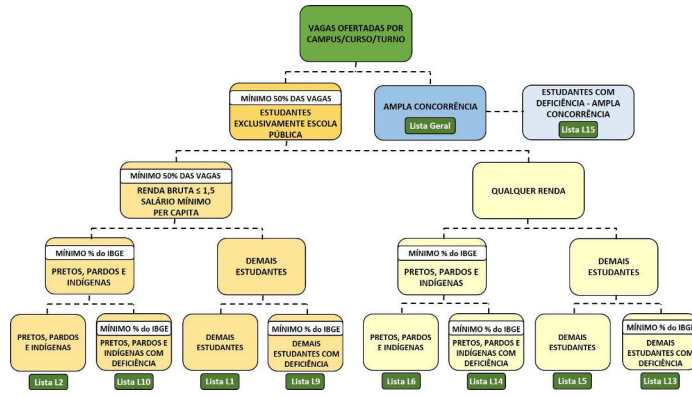 VAGAS OFERTADAS POR
CAMPUS/CURSO/TURNO
MÍNIMO 50% DAS VAGAS
ESTUDANTES
EXCLUSIVAMENTE ESCOLA
PÚBLICA
AMPLA CONCORRÊNCIA
Lista Geral
ESTUDANTES COM
DEFICIÊNCIA - AMPLA
CONCORRÊNCIA
Lista L15
MÍNIMO 50% DAS VAGAS
RENDA BRUTA ≤ 1,5
SALÁRIO MÍNIMO
PER CAPITA
QUALQUER RENDA
MÍNIMO % do IBGE
PRETOS, PARDOS E
INDÍGENAS
DEMAIS
ESTUDANTES
MÍNIMO % do IBGE
PRETOS, PARDOS E
INDÍGENAS
DEMAIS
ESTUDANTES
PRETOS, PARDOS
E INDÍGENAS
Lista L2
MÍNIMO % do IBGE
PRETOS, PARDOS E
INDÍGENAS COM
DEFICIÊNCIA
Lista L10
DEMAIS
ESTUDANTES
Lista L1
MÍNIMO % do IBGE
DEMAIS
ESTUDANTES COM
DEFICIÊNCIA
Lista L9
PRETOS, PARDOS
E INDÍGENAS
Lista L6
MÍNIMO % do IBGE
PRETOS, PARDOS E
INDÍGENAS COM
DEFICIÊNCIA
Lista L14
DEMAIS
ESTUDANTES
Lista L5
MÍNIMO % do IBGE
DEMAIS
ESTUDANTES COM
DEFICIÊNCIA
Lista L13